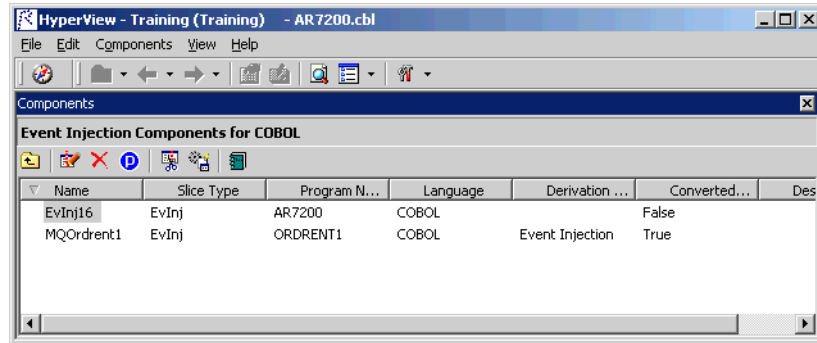 HyperView - Training (Training) - AR7200.cbl
File Edit Components View Help
Components
Event Injection Components for COBOL
Name Slice Type Program N... Language Derivation ... Converted... Des
EvInj16 EvInj AR7200 COBOL False
MQOrdrent1 EvInj ORDRENT1 COBOL Event Injection True